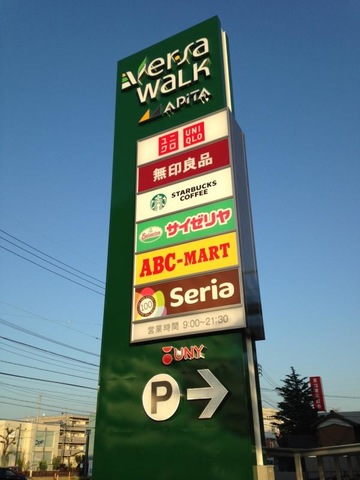 Versa
WALK
APiTA
ユニ
クロ
UNI
QLO
無印良品
STARBUCKS
COFFEE
サイゼリヤ
ABC-MART
100
Seria
営業時間 9:00~21:30
UNY
P